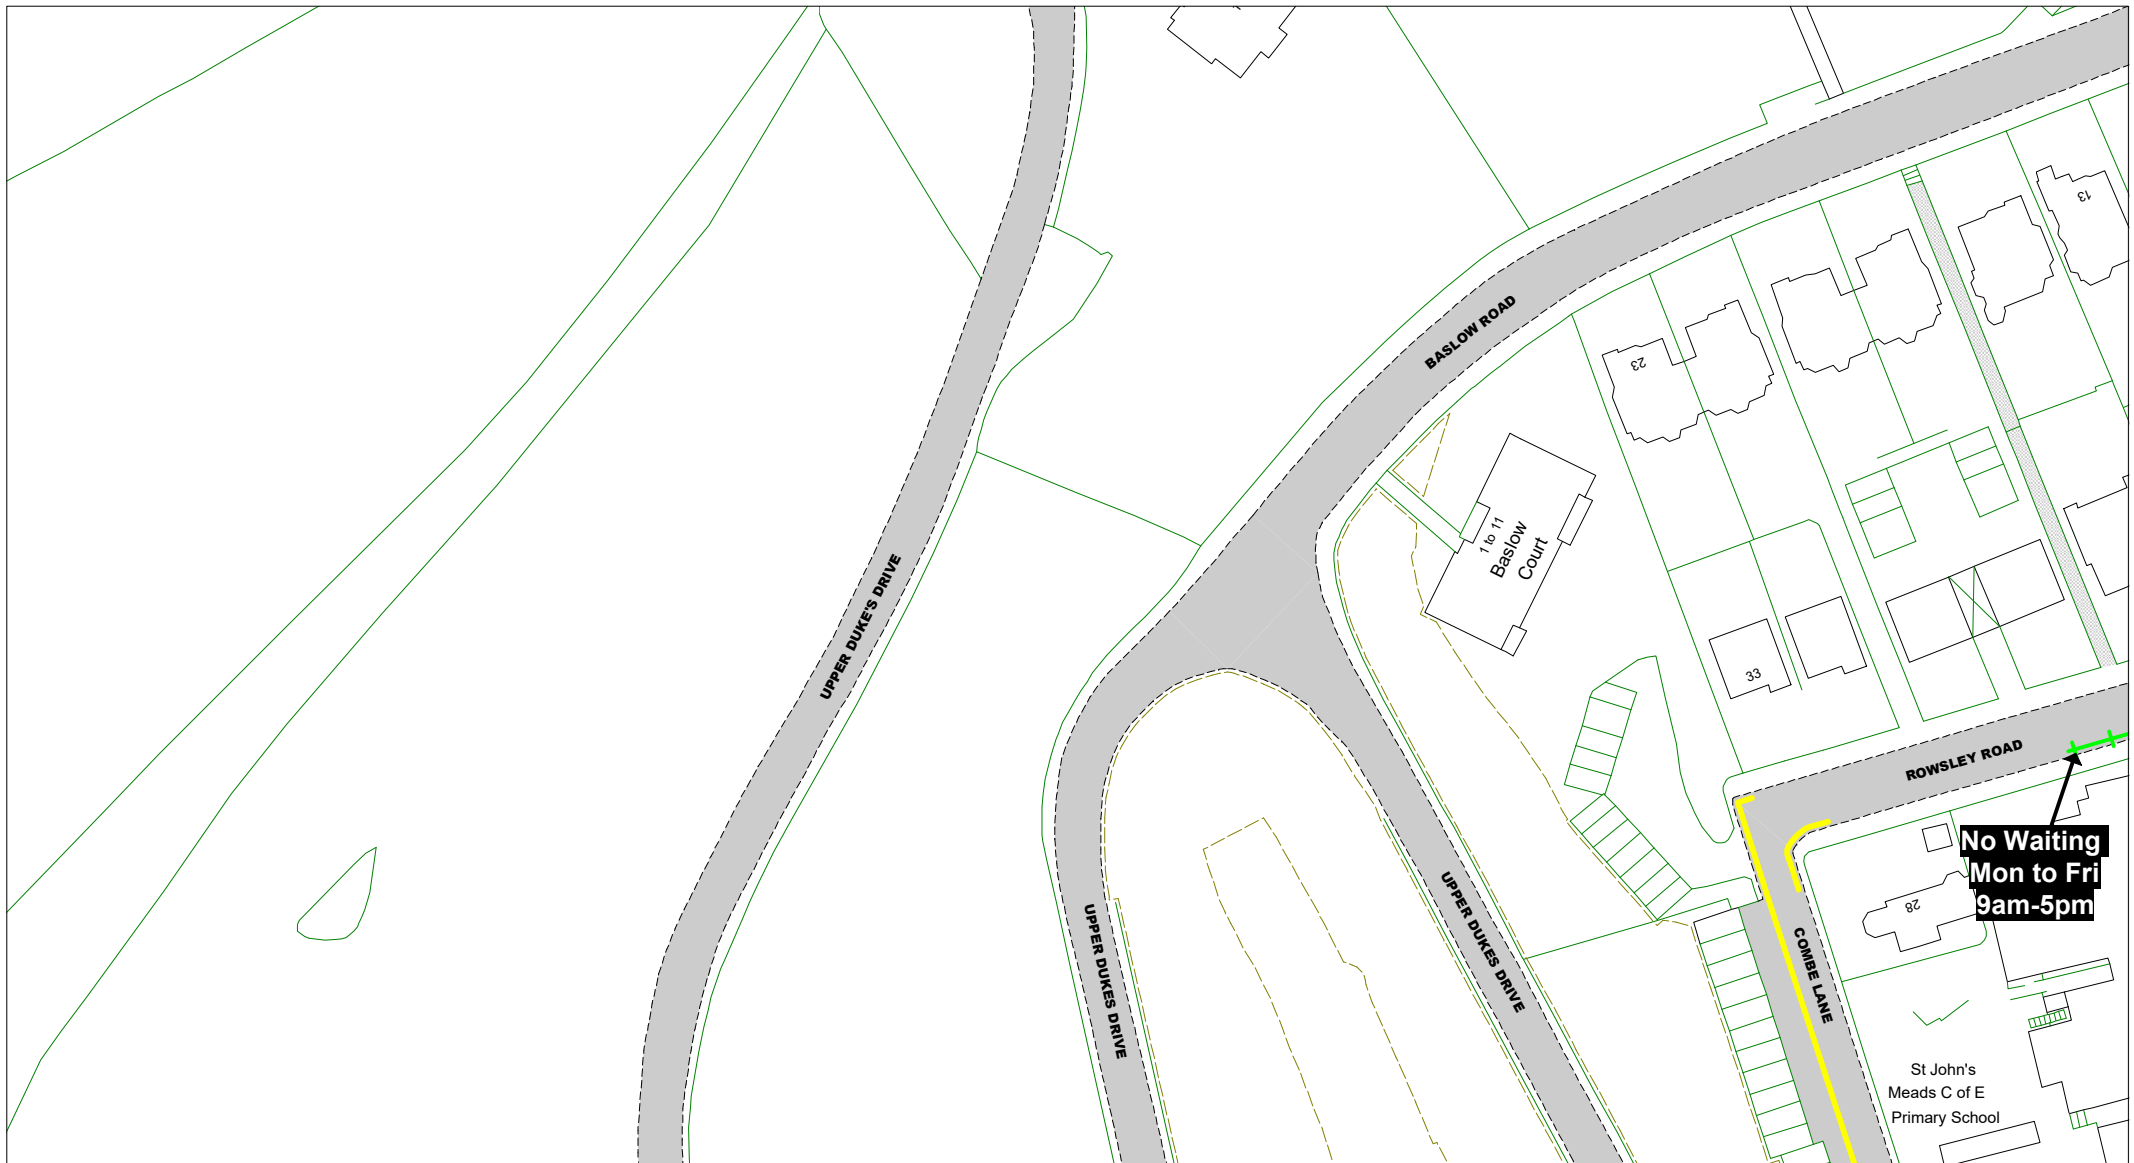 13
BASLOW ROAD
23
1 to 11
Baslow
Court
UPPER DUKE'S DRIVE
33
ROWSLEY ROAD
No Waiting
Mon to Fri
9am-5pm
28
UPPER DUKES DRIVE
UPPER DUKES DRIVE
COMBE LANE
St John's
Meads C of E
Primary School